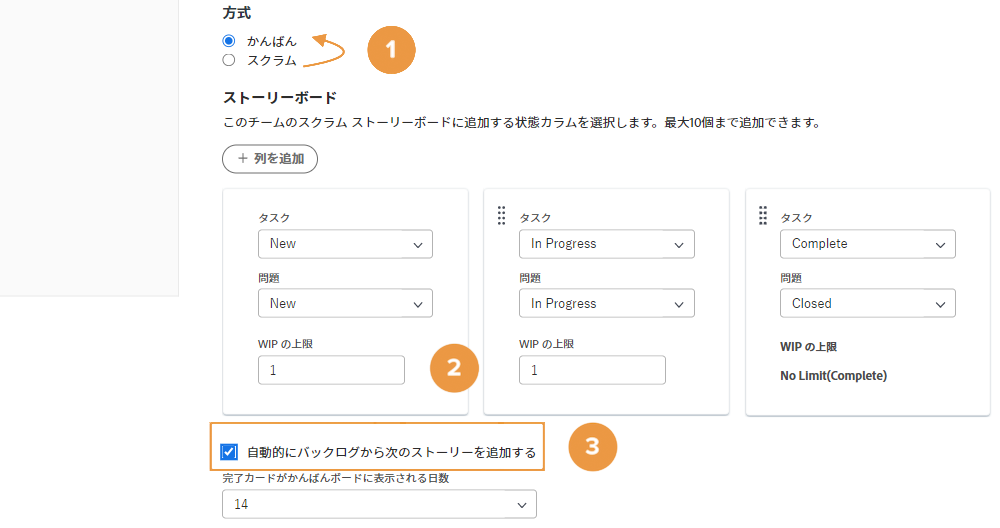 方式
かんばん
スクラム
1
ストーリーボード
このチームのスクラム ストーリーボードに追加する状態カラムを選択します。最大10個まで追加できます。
+ 列を追加
タスク タスク タスク
New In Progress Complete
問題 問題 問題
New In Progress Closed
WIP の上限 WIP の上限 WIP の上限
1 2 1 No Limit(Complete)
自動的にバックログから次のストーリーを追加する 3
完了カードがかんばんボードに表示される日数
14